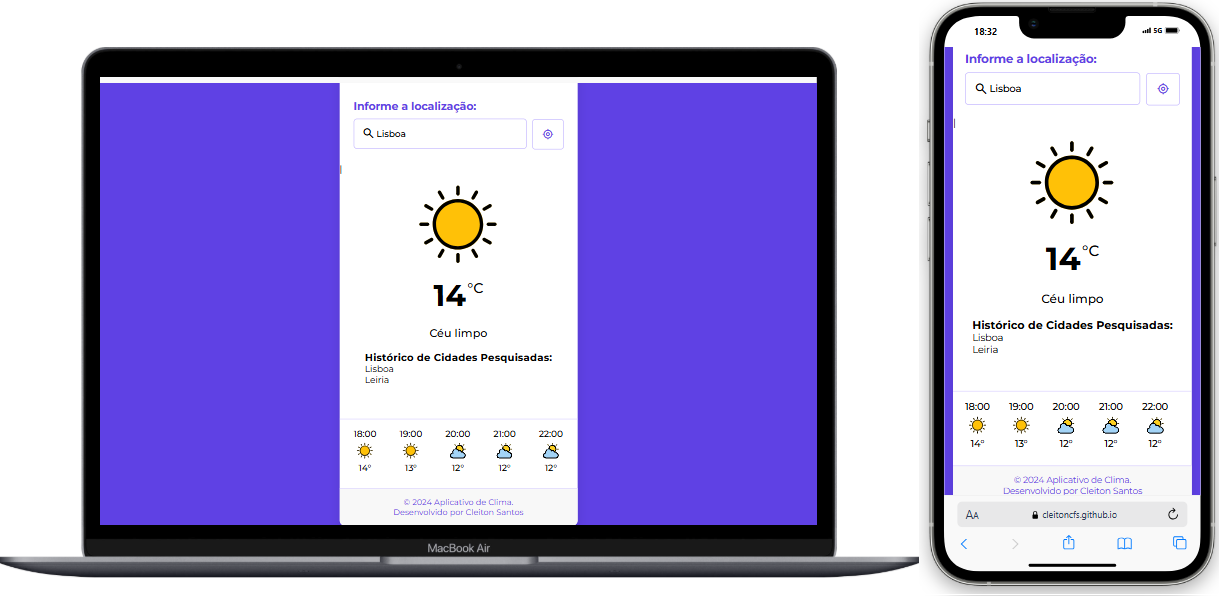 Informe a localização:
Lisboa
14°C
Céu limpo
Histórico de Cidades Pesquisadas:
Lisboa
Leiria
18:00 19:00 20:00 21:00 22:00
14° 13° 12° 12° 12°
© 2024 Aplicativo de Clima.
Desenvolvido por Cleiton Santos
MacBook Air
18:32 5G
Informe a localização:
Lisboa
14°C
Céu limpo
Histórico de Cidades Pesquisadas:
Lisboa
Leiria
18:00 19:00 20:00 21:00 22:00
14° 13° 12° 12° 12°
© 2024 Aplicativo de Clima.
Desenvolvido por Cleiton Santos
AA cleitoncfs.github.io